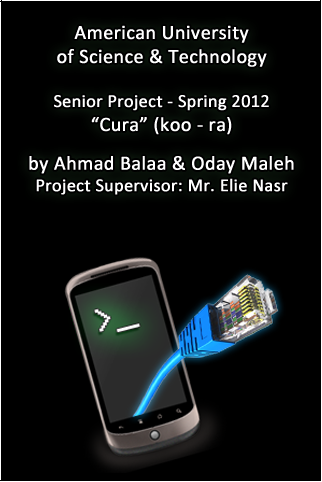 American University
of Science & Technology
Senior Project - Spring 2012
“Cura” (koo - ra)
by Ahmad Balaa & Oday Maleh
Project Supervisor: Mr. Elie Nasr
>_